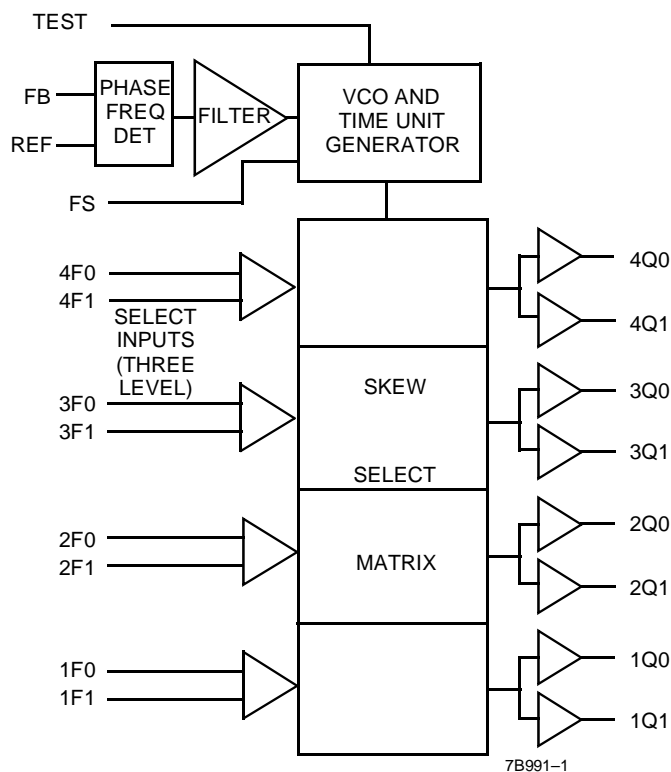 TEST
FB
REF
PHASE
FREQ
DET
FILTER
VCO AND
TIME UNIT
GENERATOR
FS
4F0
4F1
SELECT
INPUTS
(THREE
LEVEL)
3F0
3F1
2F0
2F1
1F0
1F1
SKEW
SELECT
MATRIX
4Q0
4Q1
3Q0
3Q1
2Q0
2Q1
1Q0
1Q1
7B991–1